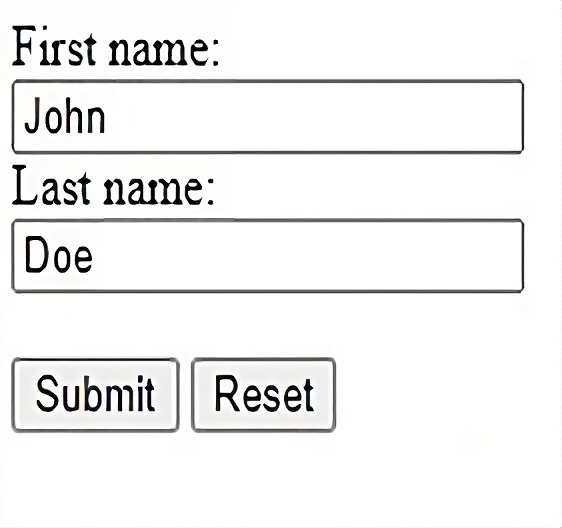 First name:
John
Last name:
Doe
Submit Reset